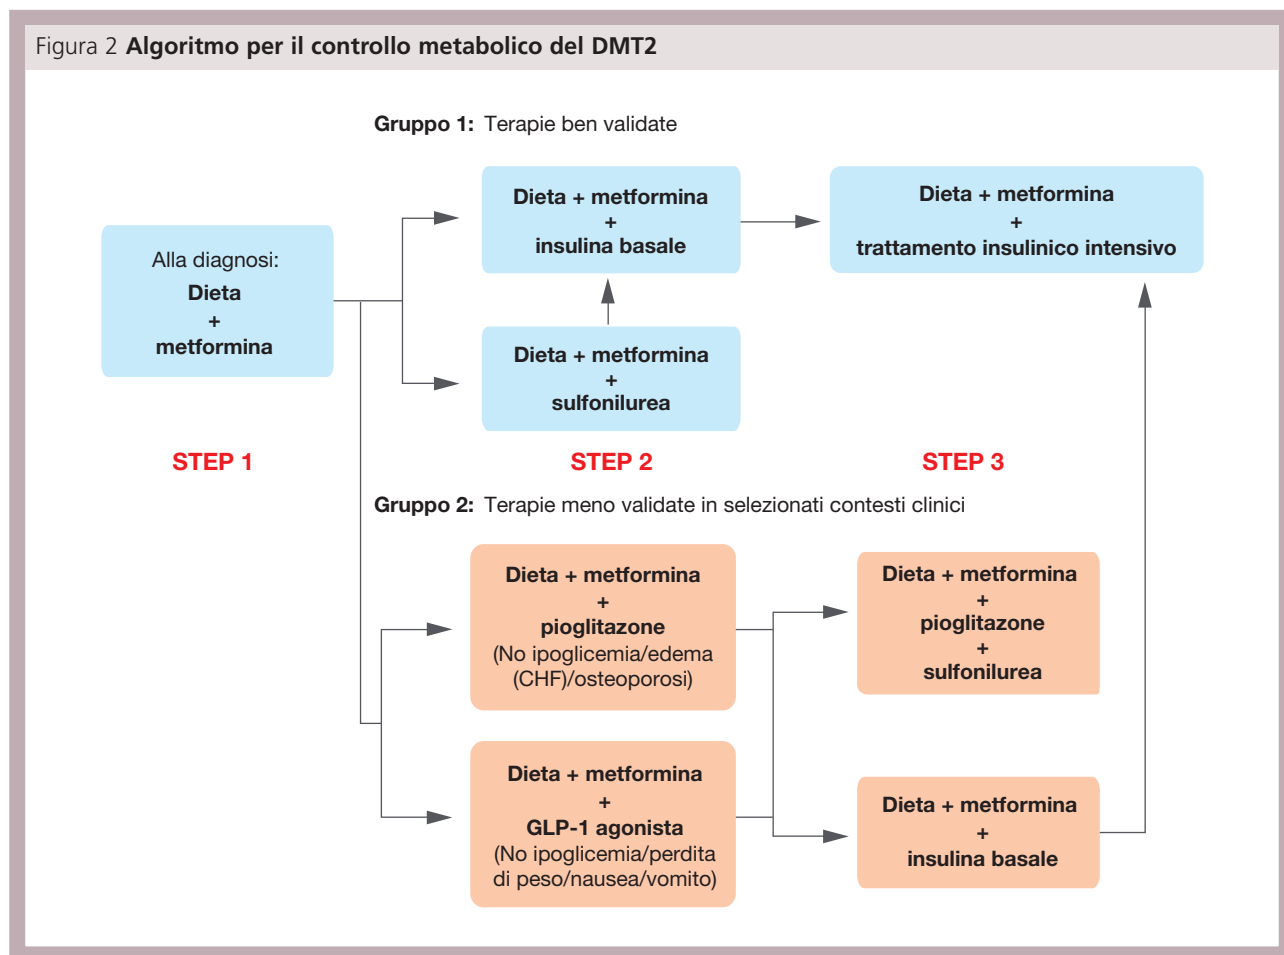 Figura 2 Algoritmo per il controllo metabolico del DMT2
Gruppo 1: Terapie ben validate
Alla diagnosi:
Dieta
+
metformina
Dieta + metformina
+
insulina basale
Dieta + metformina
+
trattamento insulinico intensivo
Dieta + metformina
+
sulfonilurea
STEP 1
STEP 2
STEP 3
Gruppo 2: Terapie meno validate in selezionati contesti clinici
Dieta + metformina
+
pioglitazone
(No ipoglicemia/edema
(CHF)/osteoporosi)
Dieta + metformina
+
pioglitazone
+
sulfonilurea
Dieta + metformina
+
GLP-1 agonista
(No ipoglicemia/perdita
di peso/nausea/vomito)
Dieta + metformina
+
insulina basale